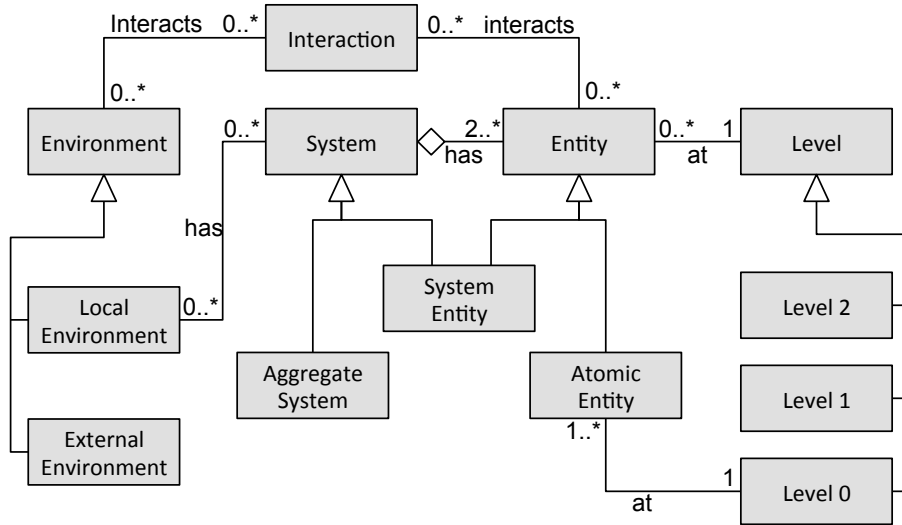 Interacts 0..* Interaction 0..* interacts
0..* 0..*
Environment 0..* System 2..* has Entity 0..* at 1 Level
has
Local
Environment
0..*
System
Entity
Level 2
Aggregate
System
Atomic
Entity
Level 1
1..*
External
Environment
at 1 Level 0